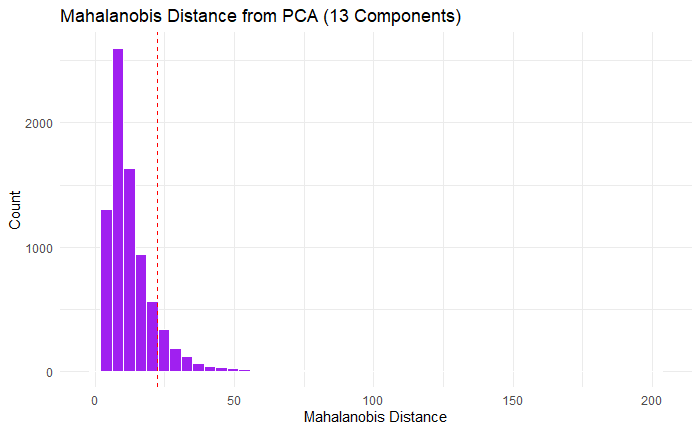 Mahalanobis Distance from PCA (13 Components)
Count
2000
1000
0
0 50 100 150 200
Mahalanobis Distance